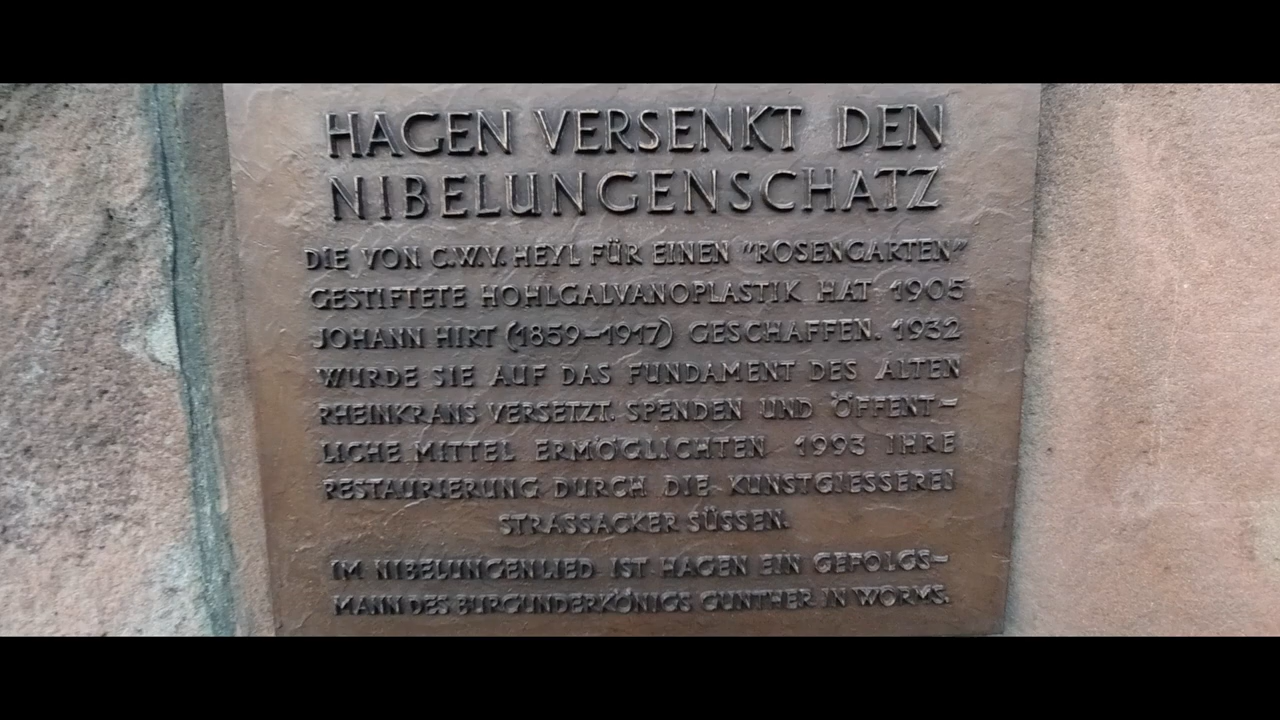 HAGEN VERSENKT DEN
NIBELUNGENSCHATZ
DIE VON C.W.V. HEYL FÜR EINEN "ROSENGARTEN"
GESTIFTETE HOHLGALVANOPLASTIK HAT 1905
JOHANN HIRT (1859–1917) GESCHAFFEN. 1932
WURDE SIE AUF DAS FUNDAMENT DES ALTEN
RHEINKRANS VERSETZT. SPENDEN UND ÖFFENT-
LICHE MITTEL ERMÖGLICHTEN 1993 IHRE
RESTAURIERUNG DURCH DIE KUNSTGIESSEREI
STRASSACKER SÜSSEN.
IM NIBELUNGENLIED IST HAGEN EIN GEFOLGS-
MANN DES BURGUNDERKÖNIGS GUNTHER IN WORMS.